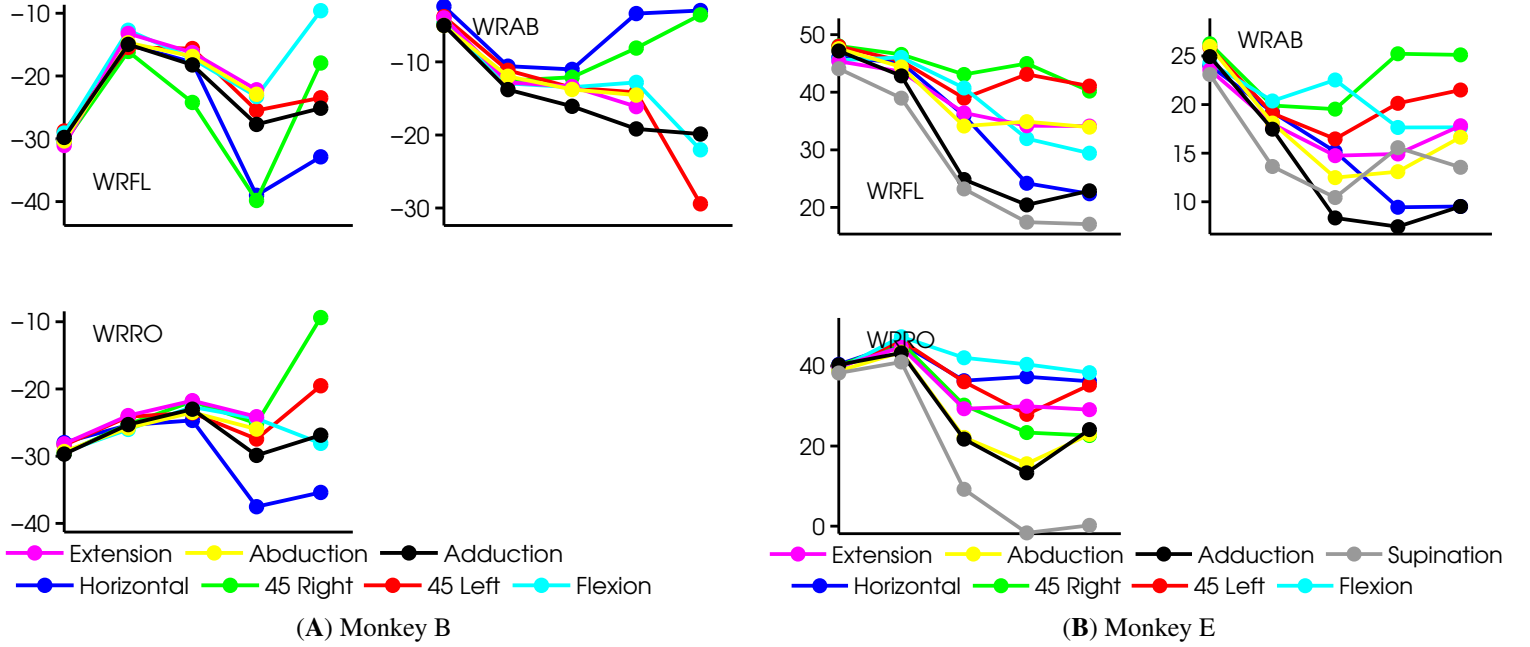 −10
−20
−30
−40
WRFL
−10
−20
−30
WRAB
50
40
30
20
WRFL
25
20
15
10
WRAB
−10
−20
−30
−40
WRRO
40
20
0
WRRO
Extension Abduction Adduction
Horizontal 45 Right 45 Left Flexion
Extension Abduction Adduction Supination
Horizontal 45 Right 45 Left Flexion
(A) Monkey B
(B) Monkey E